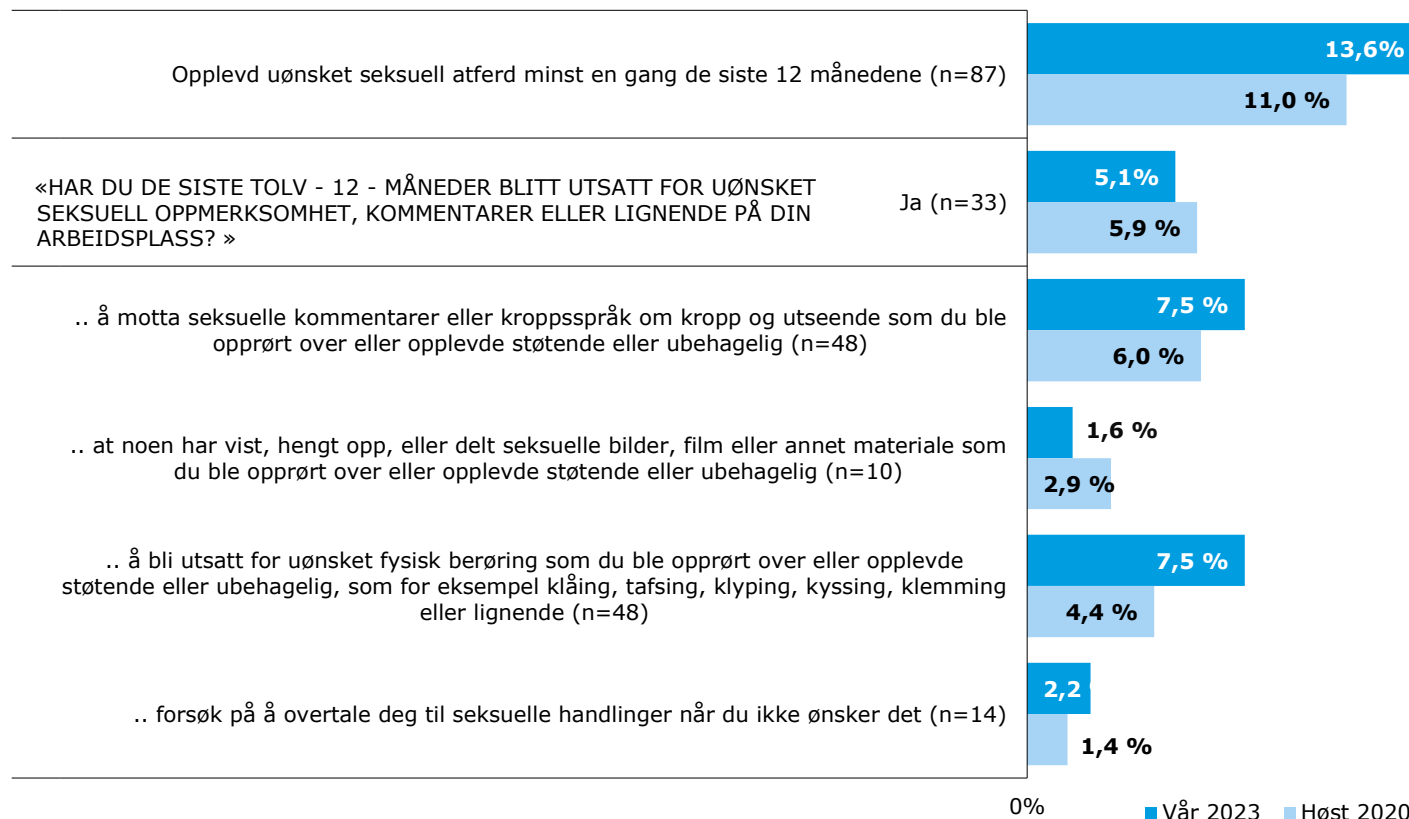 Opplevd uønsket seksuell atferd minst en gang de siste 12 månedene (n=87)
13,6%
11,0 %
«HAR DU DE SISTE TOLV - 12 - MÅNEDER BLITT UTSATT FOR UØNSKET
SEKSUELL OPPMERKSOMHET, KOMMENTARER ELLER LIGNENDE PÅ DIN
ARBEIDSPLASS? »
Ja (n=33)
5,1%
5,9 %
.. å motta seksuelle kommentarer eller kroppsspråk om kropp og utseende som du ble
opprørt over eller opplevde støtende eller ubehagelig (n=48)
7,5 %
6,0 %
.. at noen har vist, hengt opp, eller delt seksuelle bilder, film eller annet materiale som
du ble opprørt over eller opplevde støtende eller ubehagelig (n=10)
1,6 %
2,9 %
.. å bli utsatt for uønsket fysisk berøring som du ble opprørt over eller opplevde
støtende eller ubehagelig, som for eksempel klåing, tafsing, klyping, kyssing, klemming
eller lignende (n=48)
7,5 %
4,4 %
.. forsøk på å overtale deg til seksuelle handlinger når du ikke ønsker det (n=14)
2,2
1,4 %
0%
Vår 2023
Høst 2020